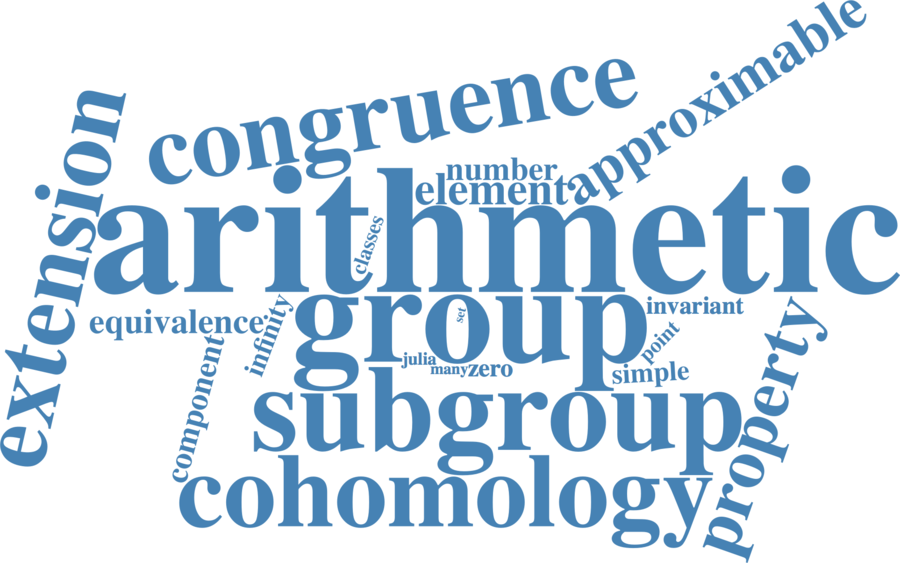 congruence
approximable
extension
number
element
arithmetic
classes
group
set
invariant
equivalence
infinity
point
julia
many
zero
simple
property
component
subgroup
cohomology